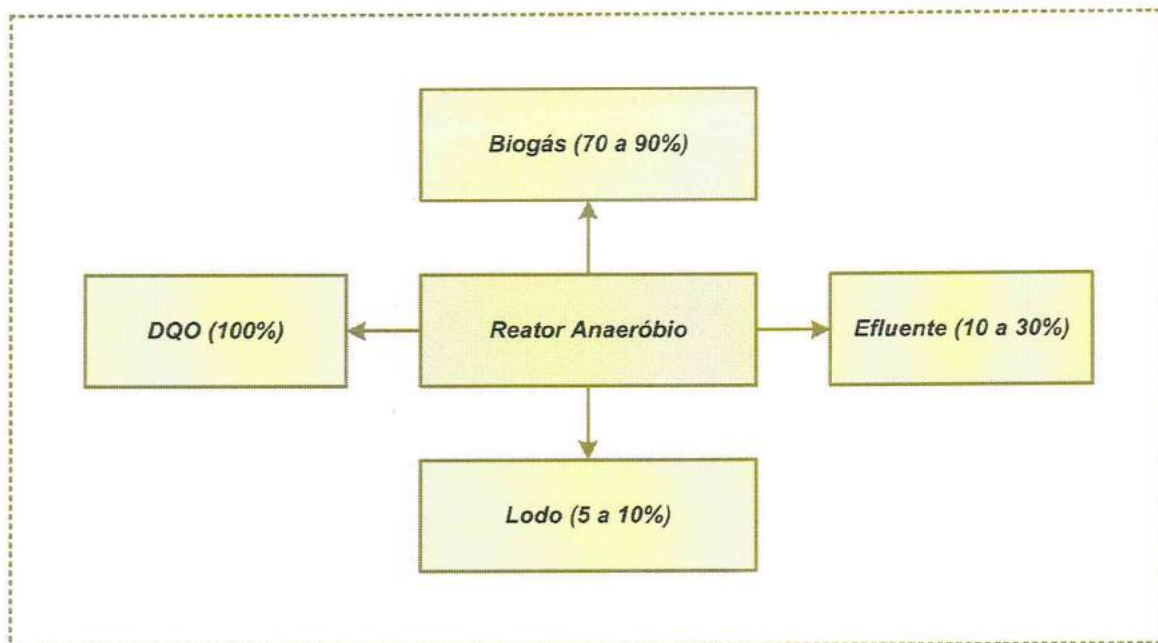 Biogás (70 a 90%)
DQO (100%)
Reator Anaeróbio
Efluente (10 a 30%)
Lodo (5 a 10%)